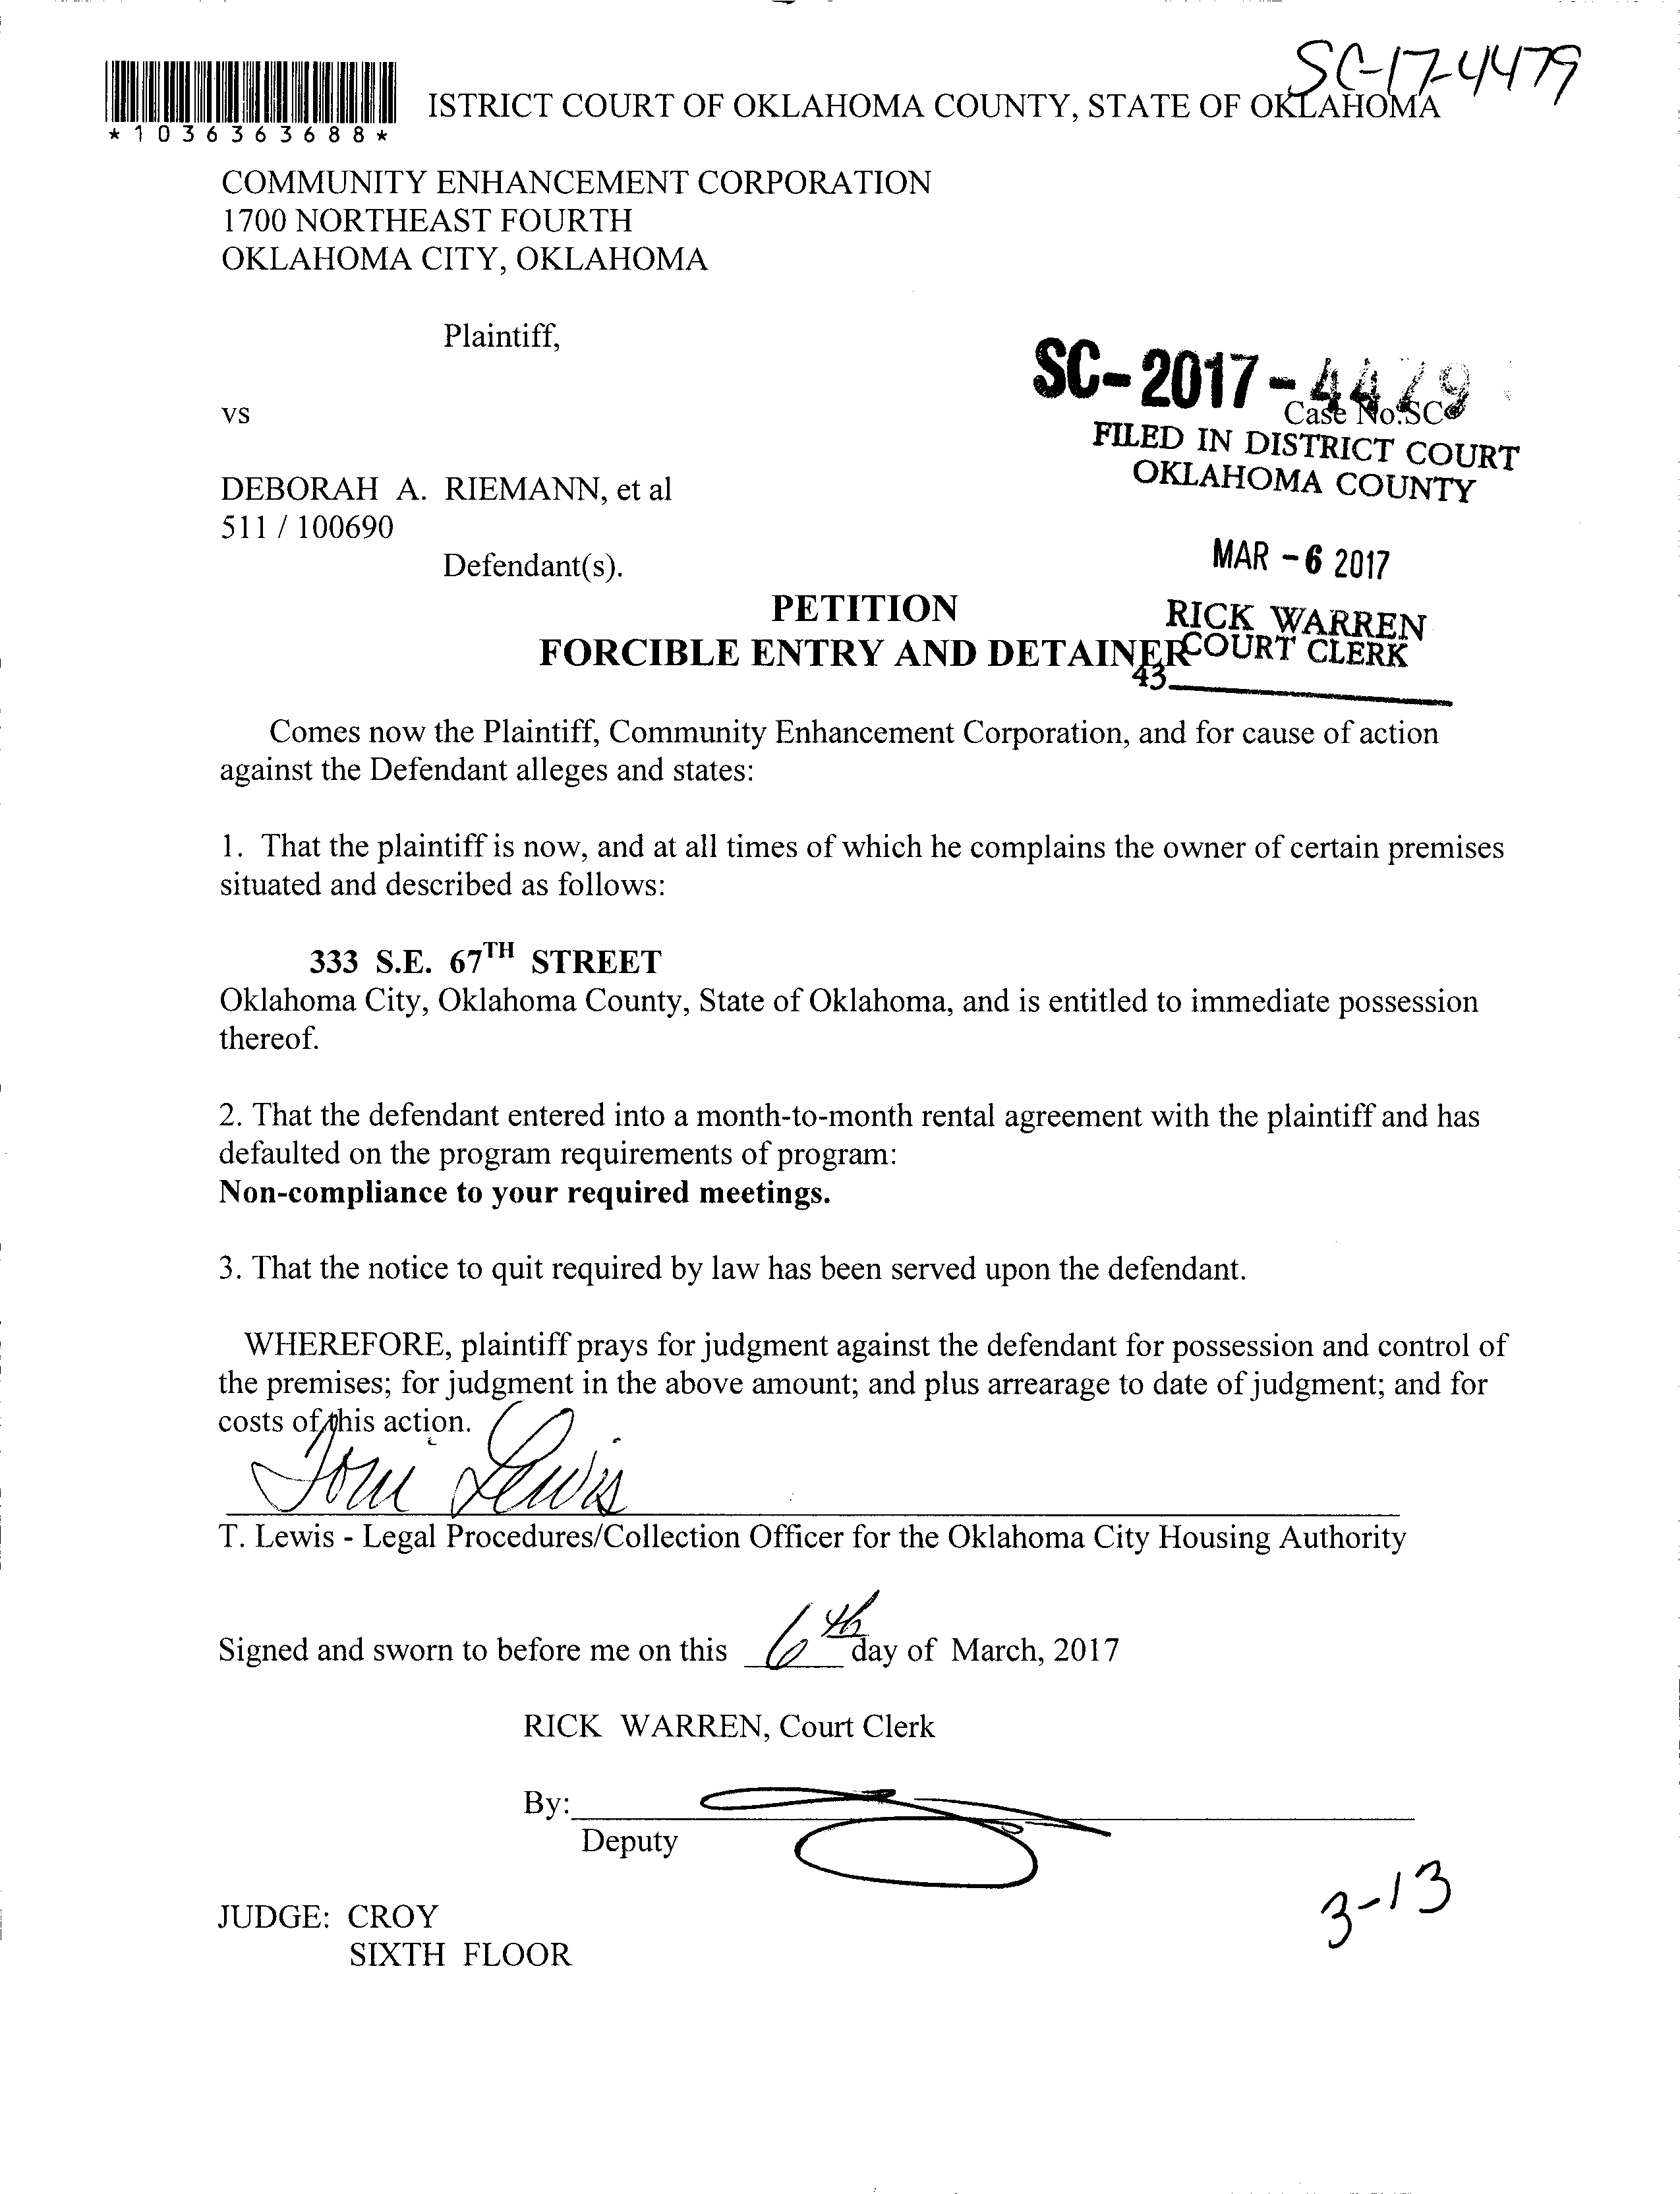 SC-17-4479
ISTRICT COURT OF OKLAHOMA COUNTY, STATE OF OKLAHOMA
*1036363688*
COMMUNITY ENHANCEMENT CORPORATION
1700 NORTHEAST FOURTH
OKLAHOMA CITY, OKLAHOMA
Plaintiff,
SC-2017-4479
vs
Case No.SC
FILED IN DISTRICT COURT
OKLAHOMA COUNTY
DEBORAH A. RIEMANN, et al
511 / 100690
Defendant(s).
MAR -6 2017
PETITION
RICK WARREN
FORCIBLE ENTRY AND DETAINER
COURT CLERK
43
Comes now the Plaintiff, Community Enhancement Corporation, and for cause of action
against the Defendant alleges and states:
1. That the plaintiff is now, and at all times of which he complains the owner of certain premises
situated and described as follows:
333 S.E. 67TH STREET
Oklahoma City, Oklahoma County, State of Oklahoma, and is entitled to immediate possession
thereof.
2. That the defendant entered into a month-to-month rental agreement with the plaintiff and has
defaulted on the program requirements of program:
Non-compliance to your required meetings.
3. That the notice to quit required by law has been served upon the defendant.
WHEREFORE, plaintiff prays for judgment against the defendant for possession and control of
the premises; for judgment in the above amount; and plus arrearage to date of judgment; and for
costs of this action.
Lewis
T. Lewis - Legal Procedures/Collection Officer for the Oklahoma City Housing Authority
Signed and sworn to before me on this 6th day of March, 2017
RICK WARREN, Court Clerk
By:
Deputy
3-13
JUDGE: CROY
SIXTH FLOOR